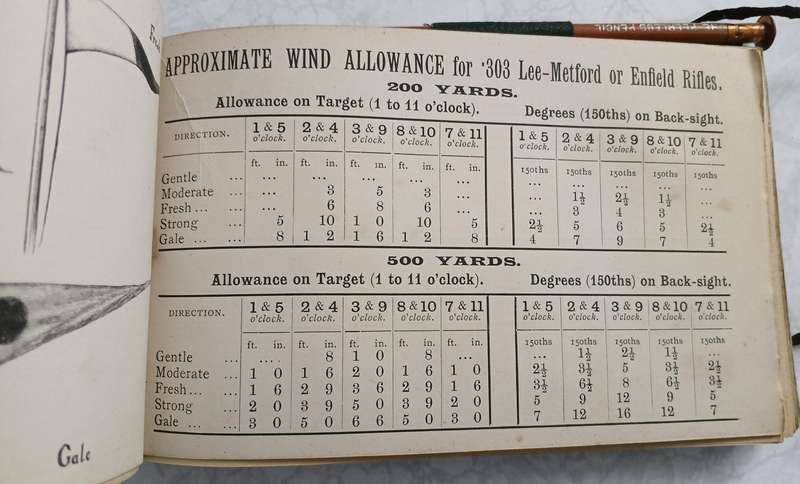 APPROXIMATE WIND ALLOWANCE for ·303 Lee-Metford or Enfield Rifles.
200 YARDS.
Allowance on Target (1 to 11 o'clock). Degrees (150ths) on Back-sight.
DIRECTION. 1 & 5 o'clock. 2 & 4 o'clock. 3 & 9 o'clock. 8 & 10 o'clock. 7 & 11 o'clock. 1 & 5 o'clock. 2 & 4 o'clock. 3 & 9 o'clock. 8 & 10 o'clock. 7 & 11 o'clock.
ft. in. ft. in. ft. in. ft. in. ft. in. 150ths 150ths 150ths 150ths 150ths
Gentle ... ... ... ... ... ... ... ... ... ... ...
Moderate ... ... 3 5 3 ... ... 1½ 2½ 1½ ...
Fresh ... ... ... 6 8 6 ... ... 3 4 3 ...
Strong ... 5 10 1 0 10 5 2½ 5 6 5 2½
Gale ... ... 8 1 2 1 6 1 2 8 4 7 9 7 4
500 YARDS.
Allowance on Target (1 to 11 o'clock). Degrees (150ths) on Back-sight.
DIRECTION. 1 & 5 o'clock. 2 & 4 o'clock. 3 & 9 o'clock. 8 & 10 o'clock. 7 & 11 o'clock. 1 & 5 o'clock. 2 & 4 o'clock. 3 & 9 o'clock. 8 & 10 o'clock. 7 & 11 o'clock.
ft. in. ft. in. ft. in. ft. in. ft. in. 150ths 150ths 150ths 150ths 150ths
Gentle ... ... 8 1 0 8 ... ... 1½ 2½ 1½ ...
Moderate ... 1 0 1 6 2 0 1 6 1 0 2½ 3½ 5 3½ 2½
Fresh ... ... 1 6 2 9 3 6 2 9 1 6 3½ 6½ 8 6½ 3½
Strong ... 2 0 3 9 5 0 3 9 2 0 5 9 12 9 5
Gale ... ... 3 0 5 0 6 6 5 0 3 0 7 12 16 12 7
Gale